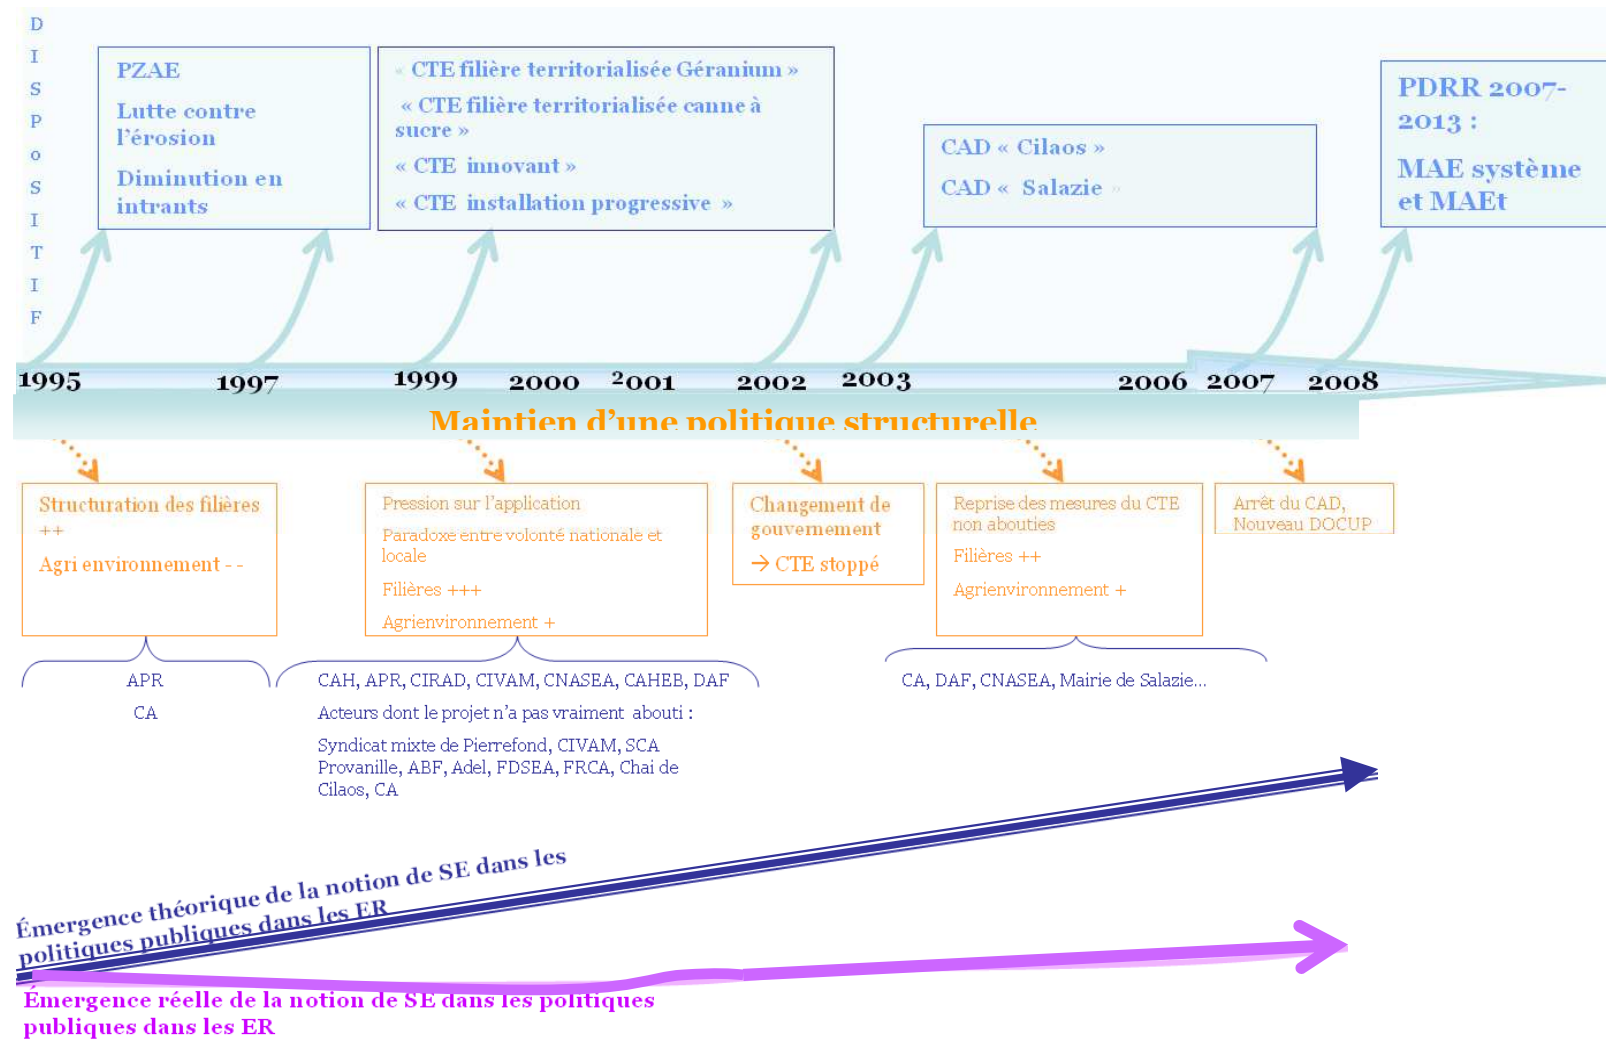 D
I
S
P
o
S
I
T
I
F
PZAE
Lutte contre
l’érosion
Diminution en
intrants
« CTE filière territorialisée Géranium »
« CTE filière territorialisée canne à
sucre »
« CTE innovant »
« CTE installation progressive »
CAD « Cilaos »
CAD « Salazie »
PDRR 2007-
2013 :
MAE système
et MAEt
1995 1997 1999 2000 2001 2002 2003 2006 2007 2008
Maintien d’une politique structurelle
Structuration des filières
++
Agri environnement - -
Pression sur l’application
Paradoxe entre volonté nationale et
locale
Filières +++
Agrienvironnement +
Changement de
gouvernement
→ CTE stoppé
Reprise des mesures du CTE
non abouties
Filières ++
Agrienvironnement +
Arrêt du CAD,
Nouveau DOCUP
APR
CA
CAH, APR, CIRAD, CIVAM, CNASEA, CAHEB, DAF
Acteurs dont le projet n’a pas vraiment abouti :
Syndicat mixte de Pierrefond, CIVAM, SCA
Provanille, ABF, Adel, FDSEA, FRCA, Chai de
Cilaos, CA
CA, DAF, CNASEA, Mairie de Salazie...
Émergence théorique de la notion de SE dans les
politiques publiques dans les ER
Émergence réelle de la notion de SE dans les politiques
publiques dans les ER